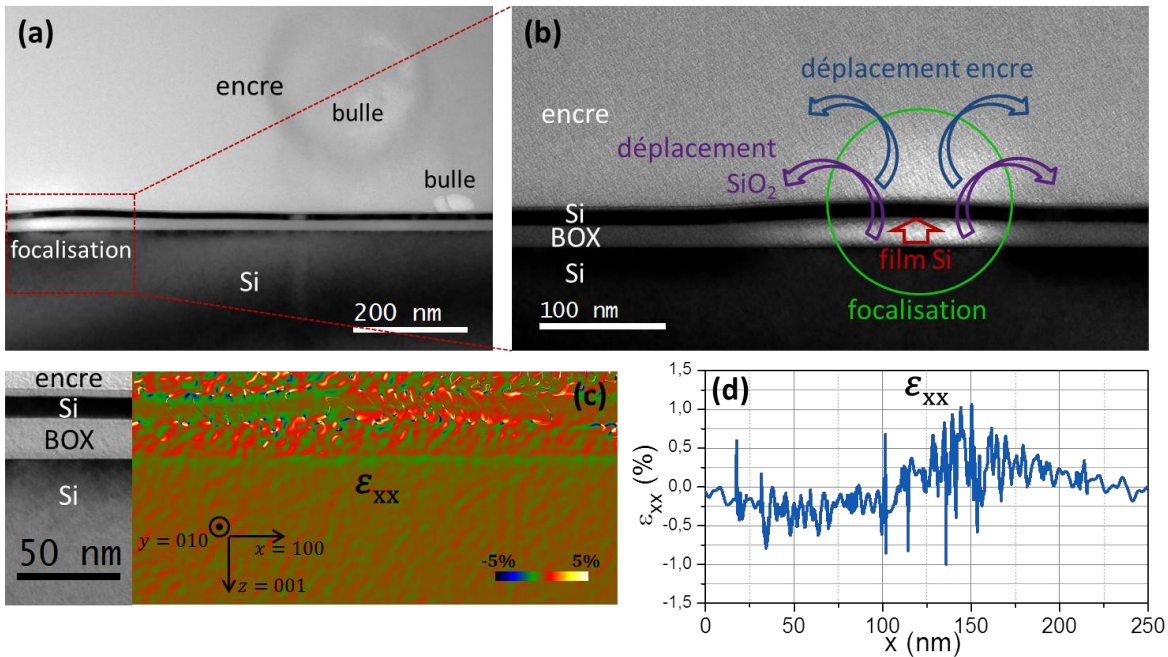 (a)
encre
bulle
bulle
focalisation
Si
200 nm
(b)
déplacement encre
encre
déplacement
SiO₂
Si
BOX
film Si
Si
focalisation
100 nm
encre
Si
BOX
Si
50 nm
(c)
εxx
y = 010
x = 100
z = 001
-5% 5%
(d)
εxx
εxx (%)
1,5
1,0
0,5
0,0
-0,5
-1,0
-1,5
0 50 100 150 200 250
x (nm)